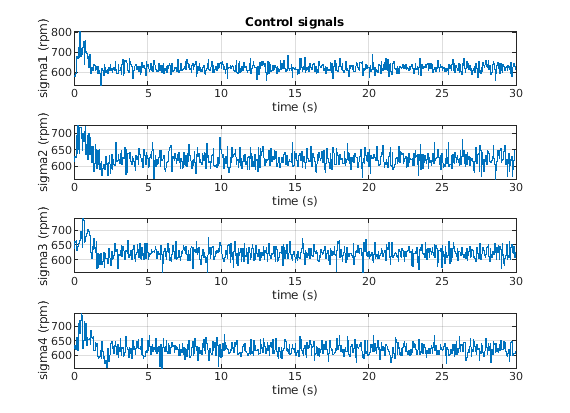 Control signals
sigma1 (rpm)
800
700
600
0 5 10 15 20 25 30
time (s)
sigma2 (rpm)
700
650
600
0 5 10 15 20 25 30
time (s)
sigma3 (rpm)
700
650
600
0 5 10 15 20 25 30
time (s)
sigma4 (rpm)
700
650
600
0 5 10 15 20 25 30
time (s)